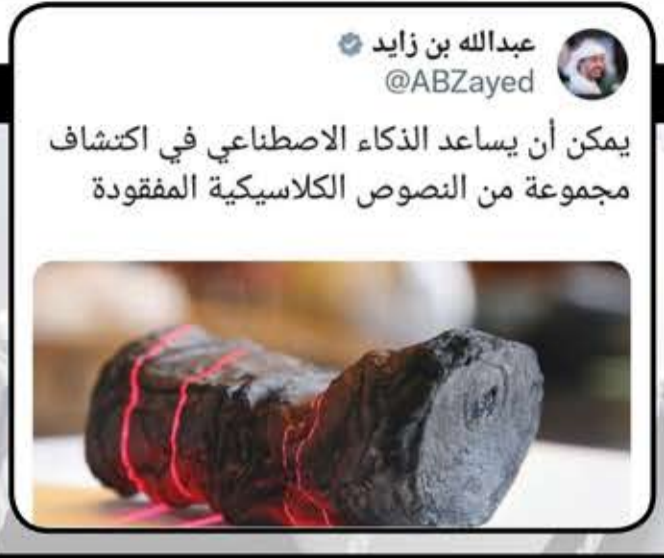 عبدالله بن زايد
@ABZayed
يمكن أن يساعد الذكاء الاصطناعي في اكتشاف
مجموعة من النصوص الكلاسيكية المفقودة